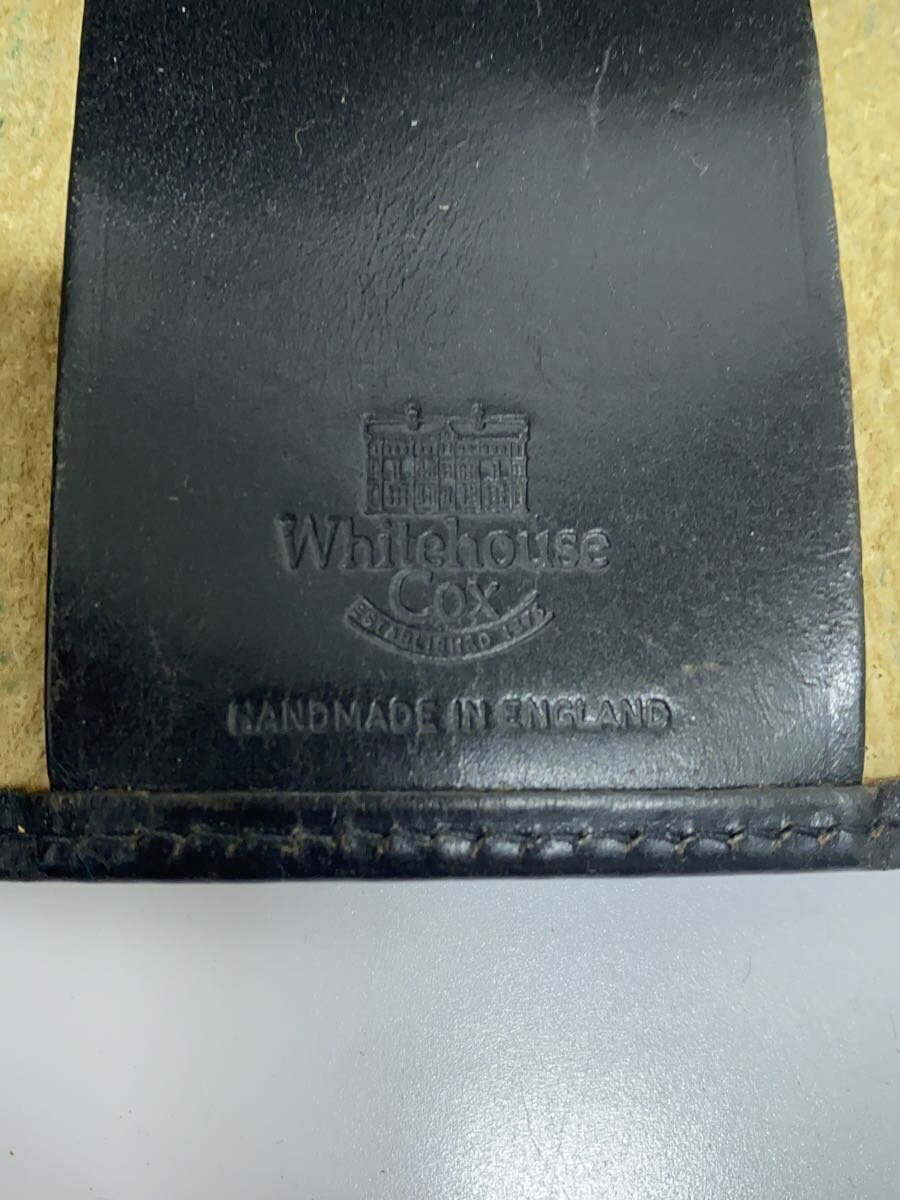 Whitehouse
Cox
ESTABLISHED 1875
HANDMADE IN ENGLAND